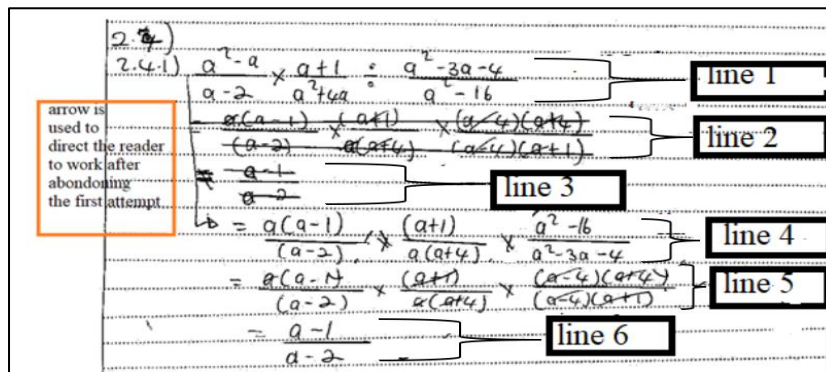 2.4)
2.4.1) a²-a / a-2 × a+1 / a²+4a ÷ a²-3a-4 / a²-16 line 1
arrow is
used to
direct the reader
to work after
abondoning
the first attempt
= a(a-1) / (a-2) × (a+1) / a(a+4) × (a-4)(a+4) / (a-4)(a+1) line 2
= a-1 / a-2 line 3
= a(a-1) / (a-2) × (a+1) / a(a+4) × a²-16 / a²-3a-4 line 4
= a(a-1) / (a-2) × (a+1) / a(a+4) × (a-4)(a+4) / (a-4)(a+1) line 5
= a-1 / a-2 line 6